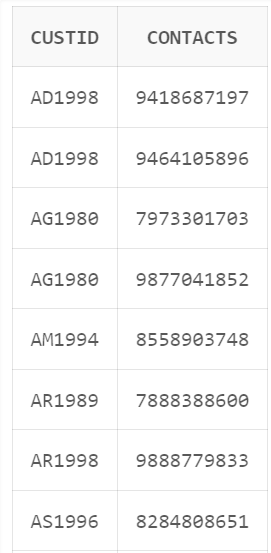 CUSTID CONTACTS
AD1998 9418687197
AD1998 9464105896
AG1980 7973301703
AG1980 9877041852
AM1994 8558903748
AR1989 7888388600
AR1998 9888779833
AS1996 8284808651